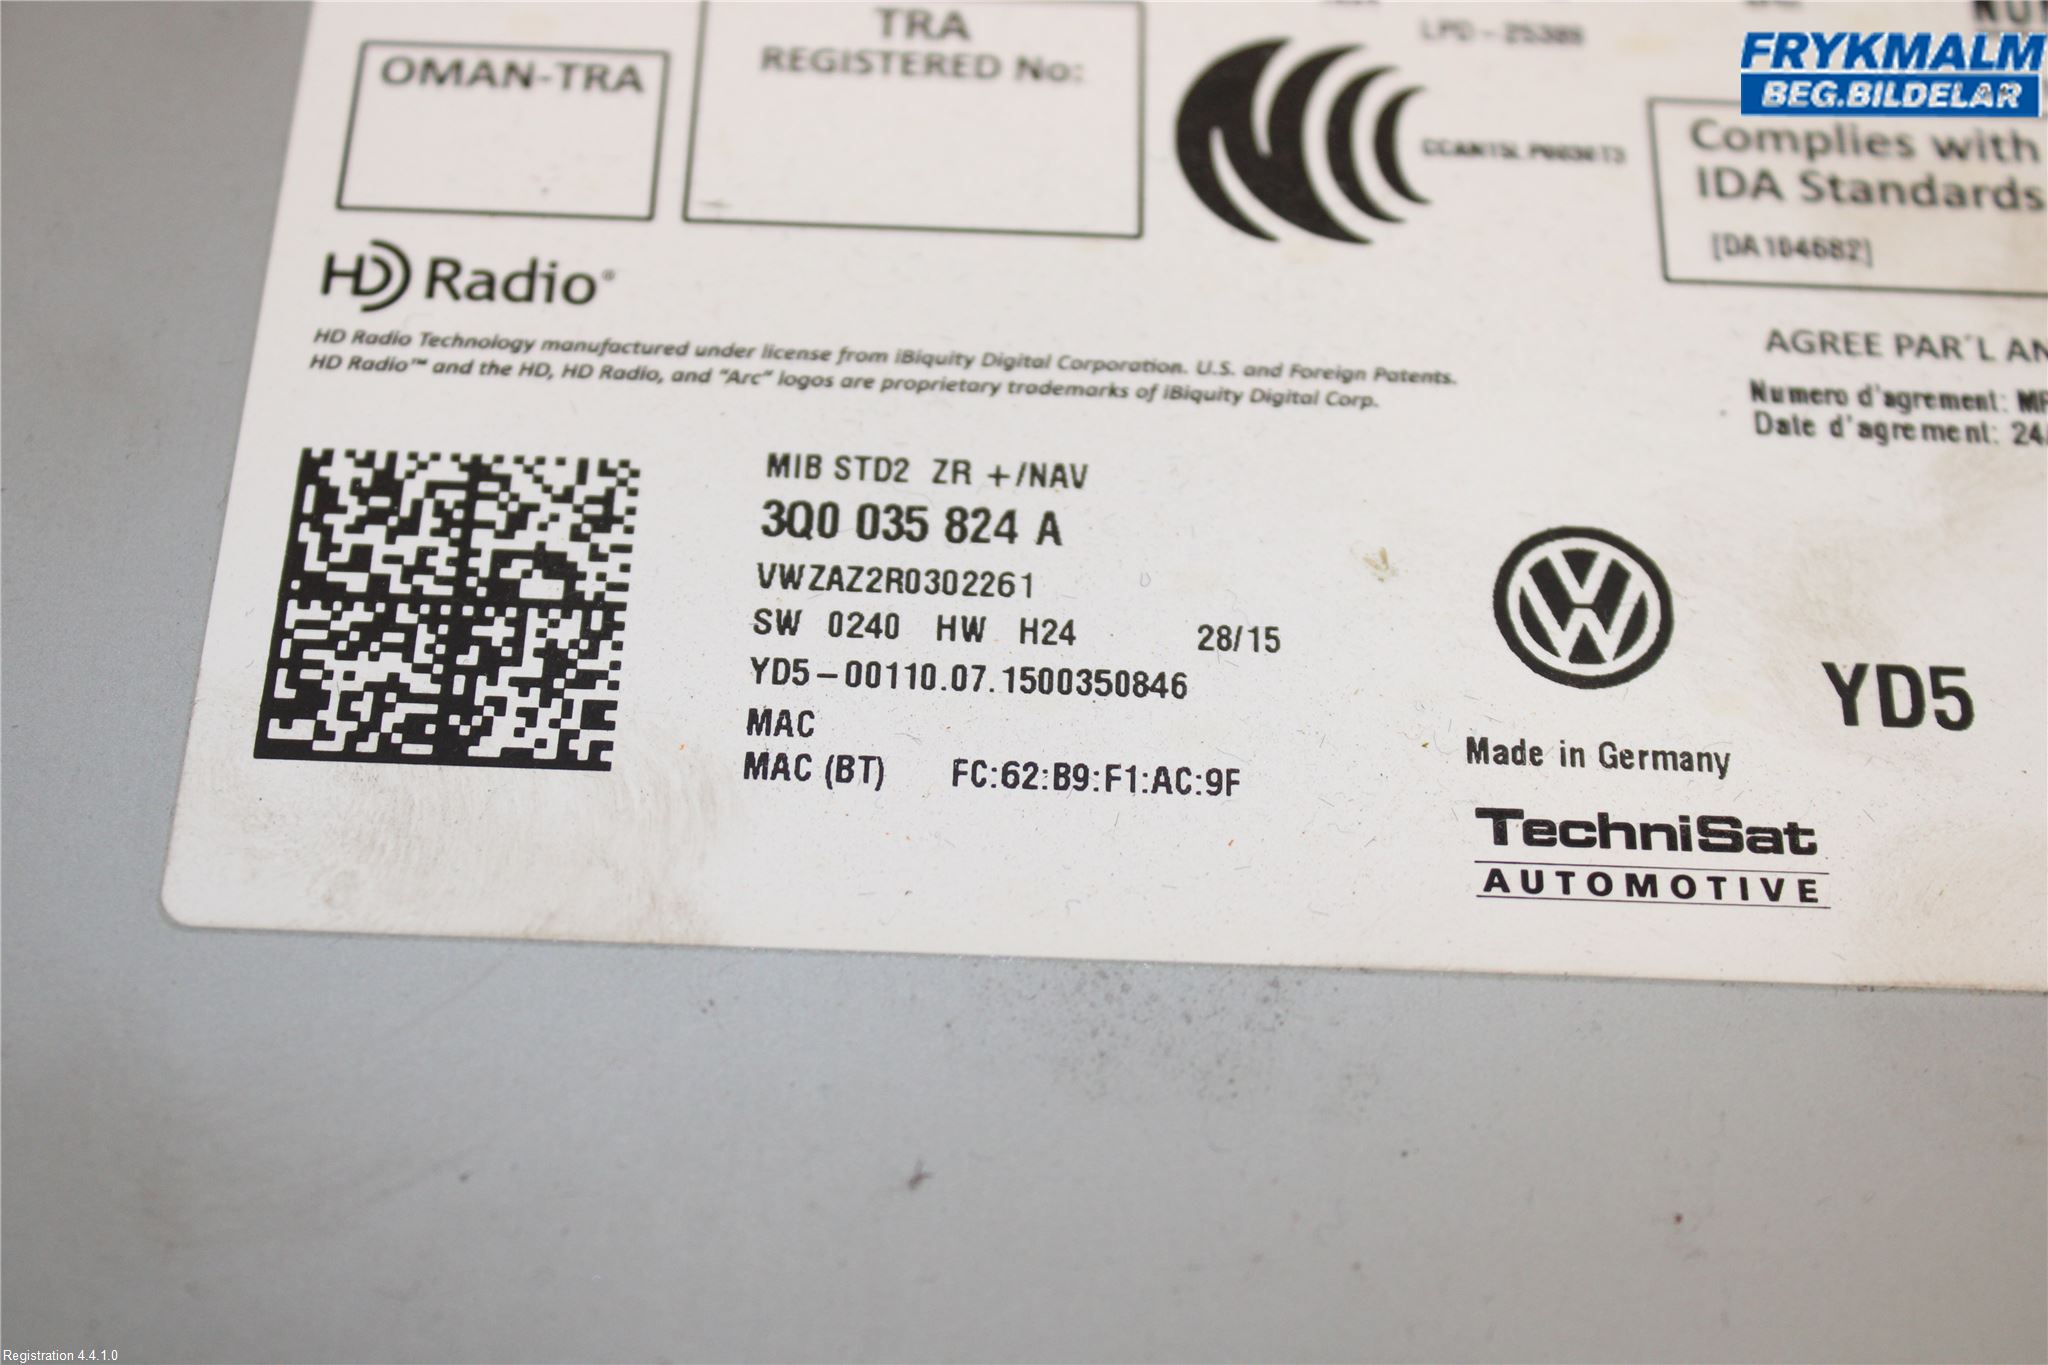 TRA
REGISTERED No:
OMAN-TRA
FRYKMALM
BEG.BILDELAR
Complies with
IDA Standards
[DA104682]
HD Radio®
HD Radio Technology manufactured under license from iBiquity Digital Corporation. U.S. and Foreign Patents.
HD Radio™ and the HD, HD Radio, and "Arc" logos are proprietary trademarks of iBiquity Digital Corp.
AGREE PAR´L AN
Numero d'agrement:
Date d'agrement: 24
MIB STD2 ZR +/NAV
3Q0 035 824 A
VWZAZ2R0302261
SW 0240 HW H24 28/15
YD5-00110.07.1500350846
MAC
MAC (BT) FC:62:B9:F1:AC:9F
YD5
Made in Germany
TechniSat
AUTOMOTIVE
Registration 4.4.1.0